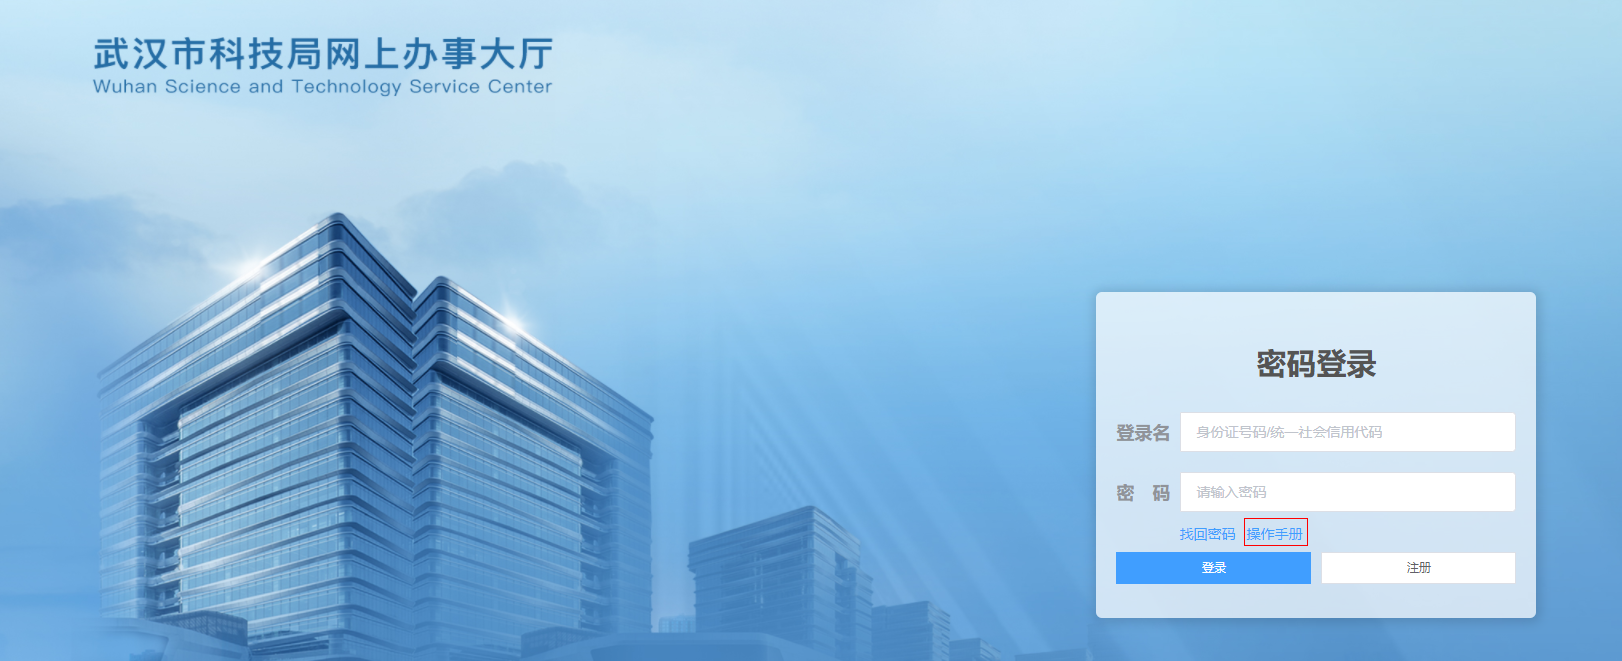 武汉市科技局网上办事大厅
Wuhan Science and Technology Service Center
密码登录
登录名 身份证号码/统一社会信用代码
密 码 请输入密码
找回密码 操作手册
登录 注册